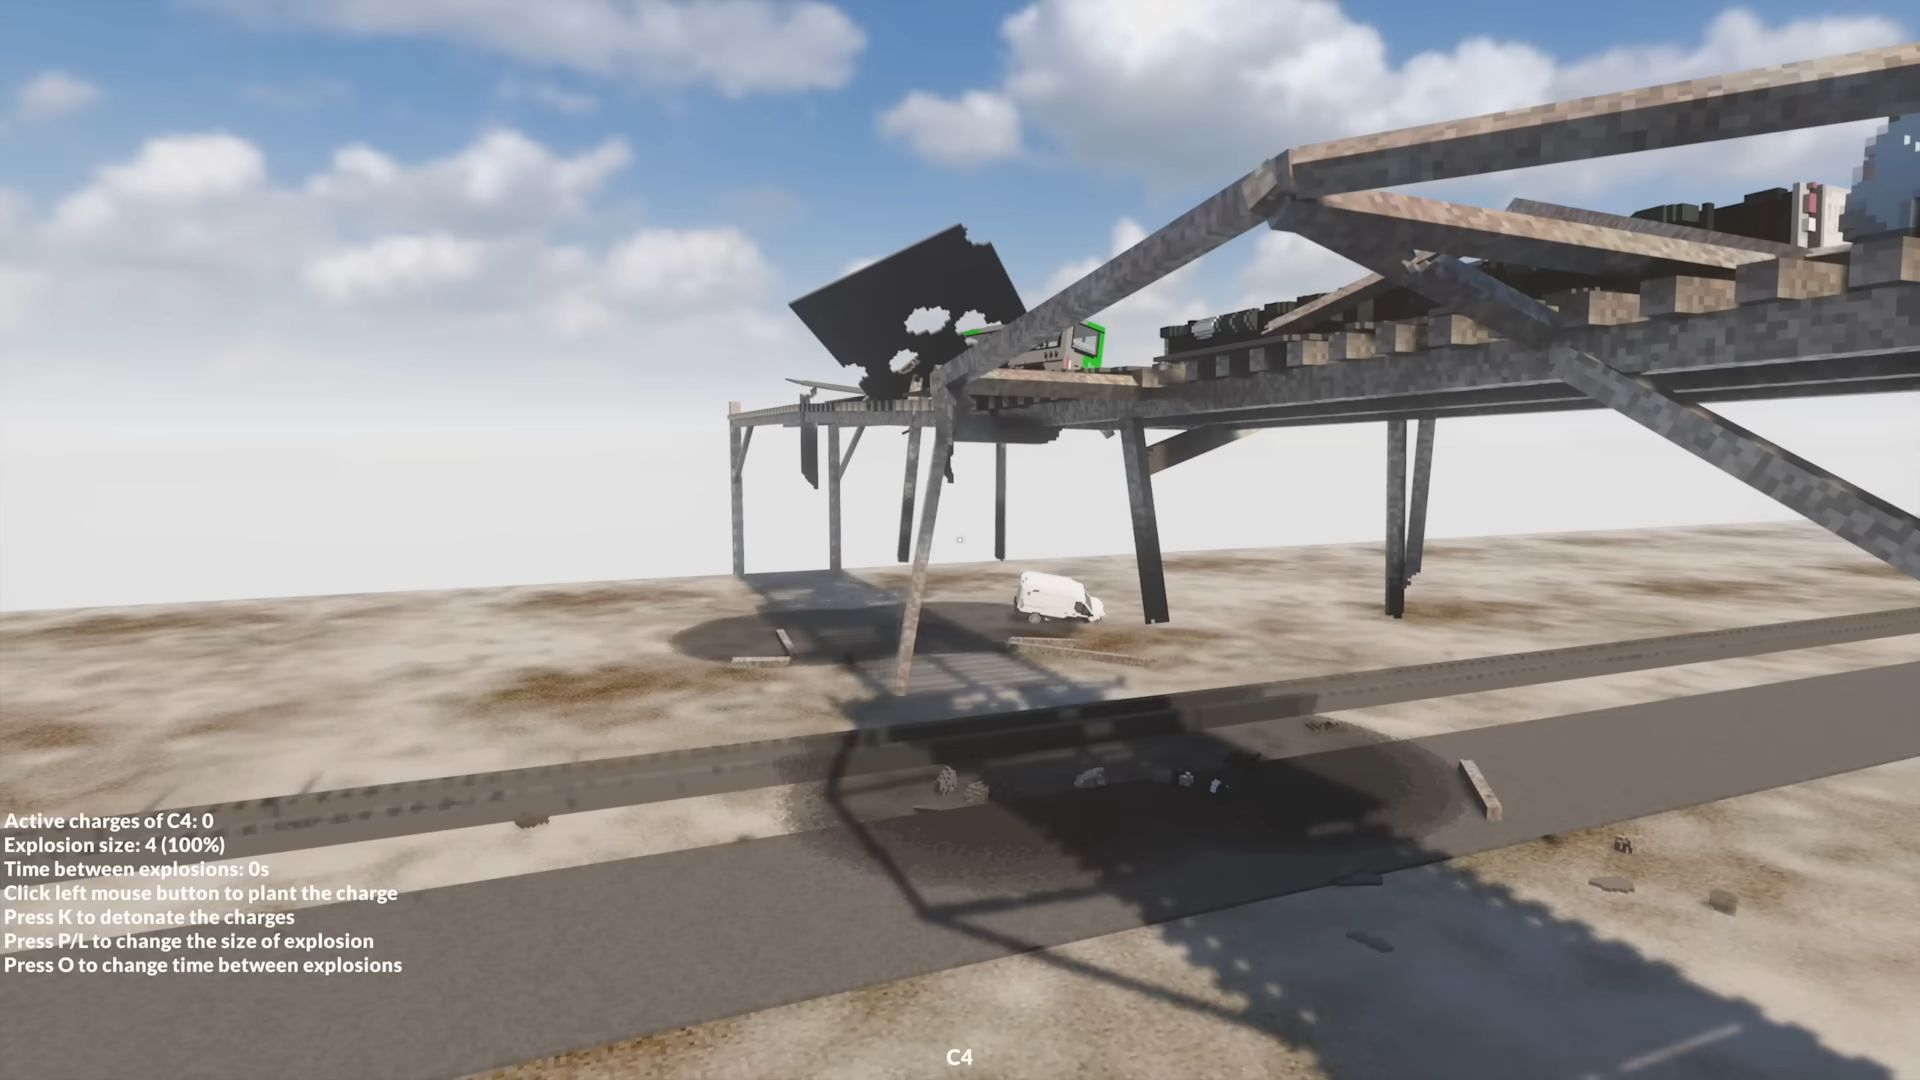 Active charges of C4: 0
Explosion size: 4 (100%)
Time between explosions: 0s
Click left mouse button to plant the charge
Press K to detonate the charges
Press P/L to change the size of explosion
Press O to change time between explosions
C4